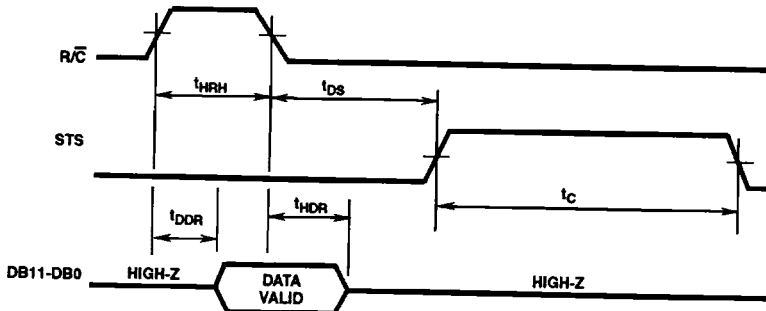 R/C̅
tHRH
tDS
STS
tC
tDDR
tHDR
DB11-DB0
HIGH-Z
DATA
VALID
HIGH-Z